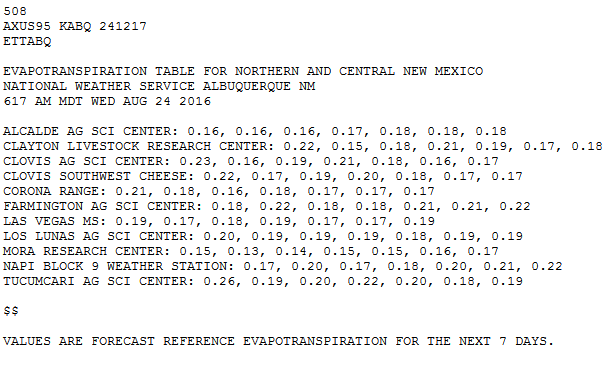 508
AXUS95 KABQ 241217
ETTABQ
EVAPOTRANSPIRATION TABLE FOR NORTHERN AND CENTRAL NEW MEXICO
NATIONAL WEATHER SERVICE ALBUQUERQUE NM
617 AM MDT WED AUG 24 2016
ALCALDE AG SCI CENTER: 0.16, 0.16, 0.16, 0.17, 0.18, 0.18, 0.18
CLAYTON LIVESTOCK RESEARCH CENTER: 0.22, 0.15, 0.18, 0.21, 0.19, 0.17, 0.18
CLOVIS AG SCI CENTER: 0.23, 0.16, 0.19, 0.21, 0.18, 0.16, 0.17
CLOVIS SOUTHWEST CHEESE: 0.22, 0.17, 0.19, 0.20, 0.18, 0.17, 0.17
CORONA RANGE: 0.21, 0.18, 0.16, 0.18, 0.17, 0.17, 0.17
FARMINGTON AG SCI CENTER: 0.18, 0.22, 0.18, 0.18, 0.21, 0.21, 0.22
LAS VEGAS MS: 0.19, 0.17, 0.18, 0.19, 0.17, 0.17, 0.19
LOS LUNAS AG SCI CENTER: 0.20, 0.19, 0.19, 0.19, 0.18, 0.19, 0.19
MORA RESEARCH CENTER: 0.15, 0.13, 0.14, 0.15, 0.15, 0.16, 0.17
NAPI BLOCK 9 WEATHER STATION: 0.17, 0.20, 0.17, 0.18, 0.20, 0.21, 0.22
TUCUMCARI AG SCI CENTER: 0.26, 0.19, 0.20, 0.22, 0.20, 0.18, 0.19
$$
VALUES ARE FORECAST REFERENCE EVAPOTRANSPIRATION FOR THE NEXT 7 DAYS.